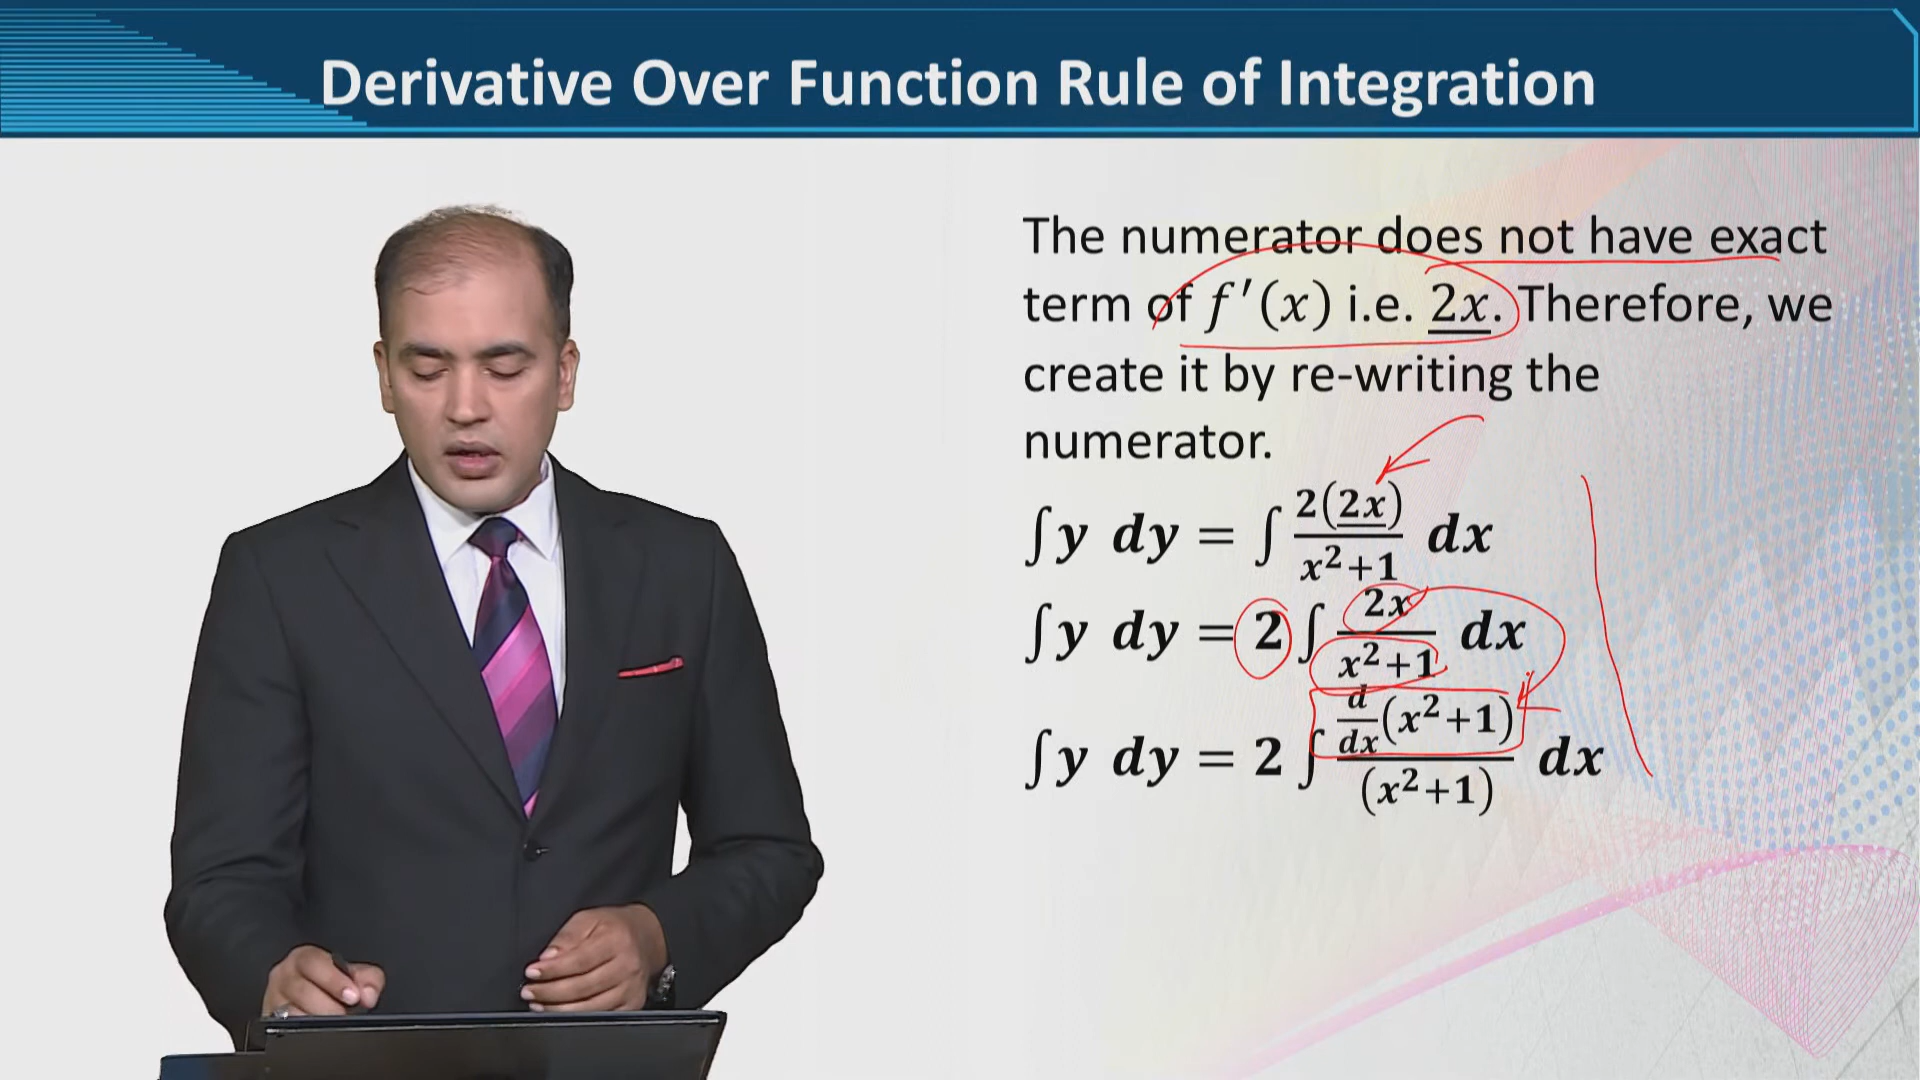 Derivative Over Function Rule of Integration
The numerator does not have exact
term of f′(x) i.e. 2x. Therefore, we
create it by re-writing the
numerator.
∫y dy = ∫ 2(2x)/(x²+1) dx
∫y dy = 2 ∫ 2x/(x²+1) dx
∫y dy = 2 ∫ d/dx(x²+1)/(x²+1) dx